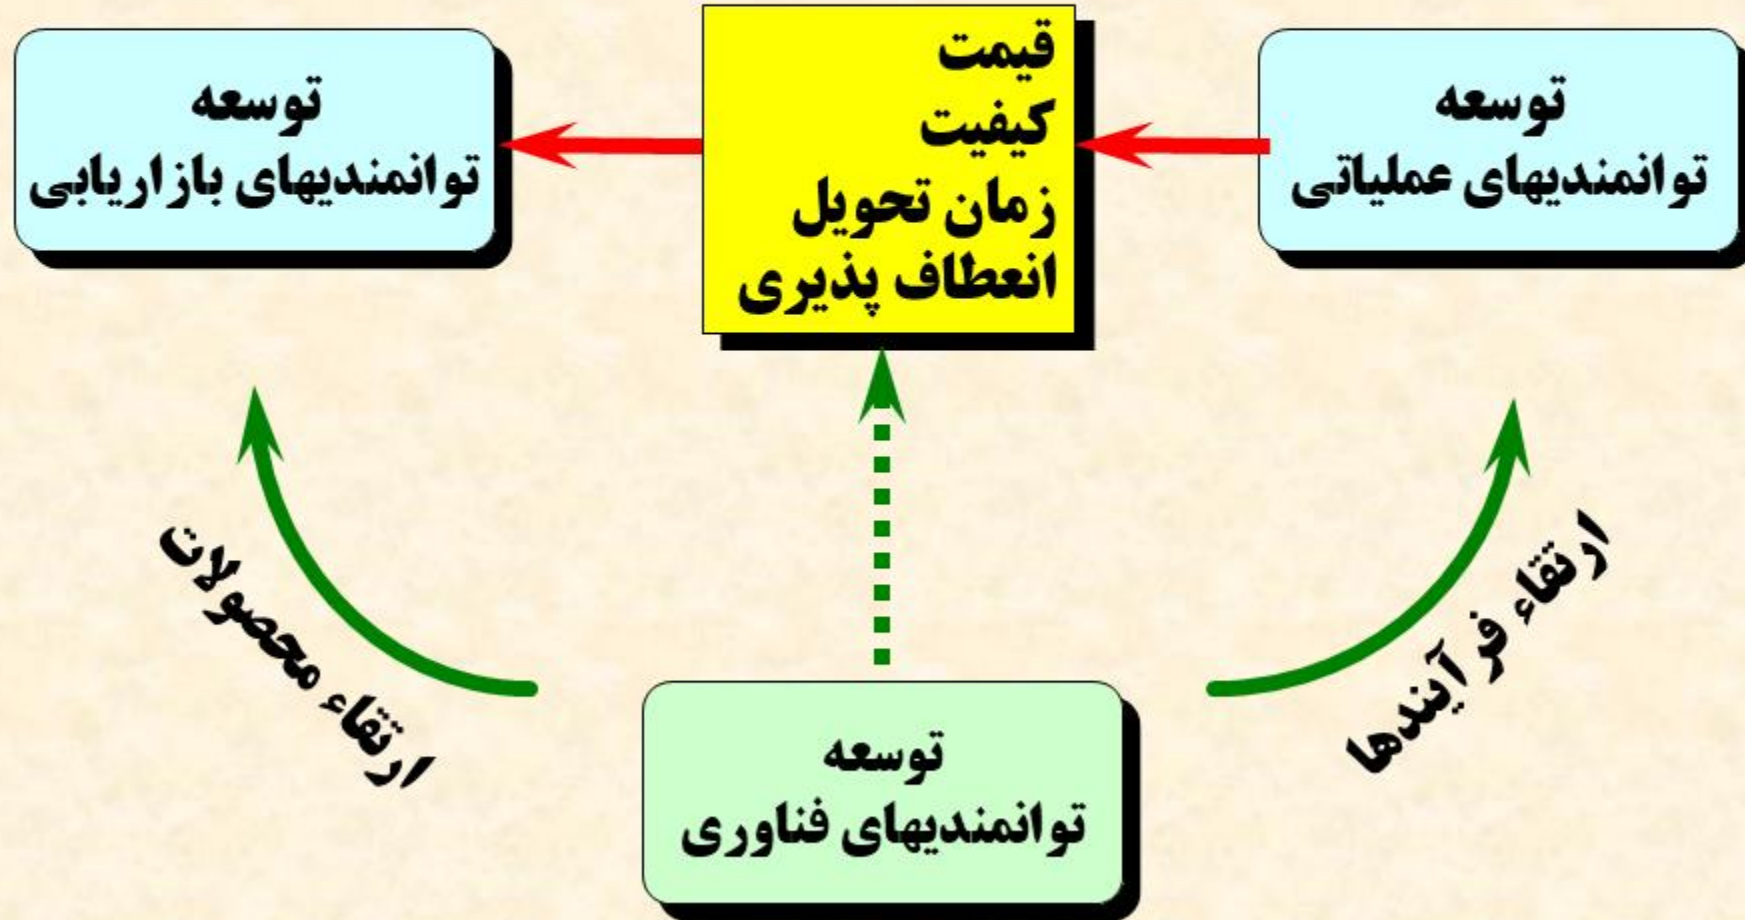 توسعه
توانمندیهای عملیاتی
قیمت
کیفیت
زمان تحویل
انعطاف پذیری
توسعه
توانمندیهای بازاریابی
ارتقاء فرآیندها
ارتقاء محصولات
توسعه
توانمندیهای فناوری